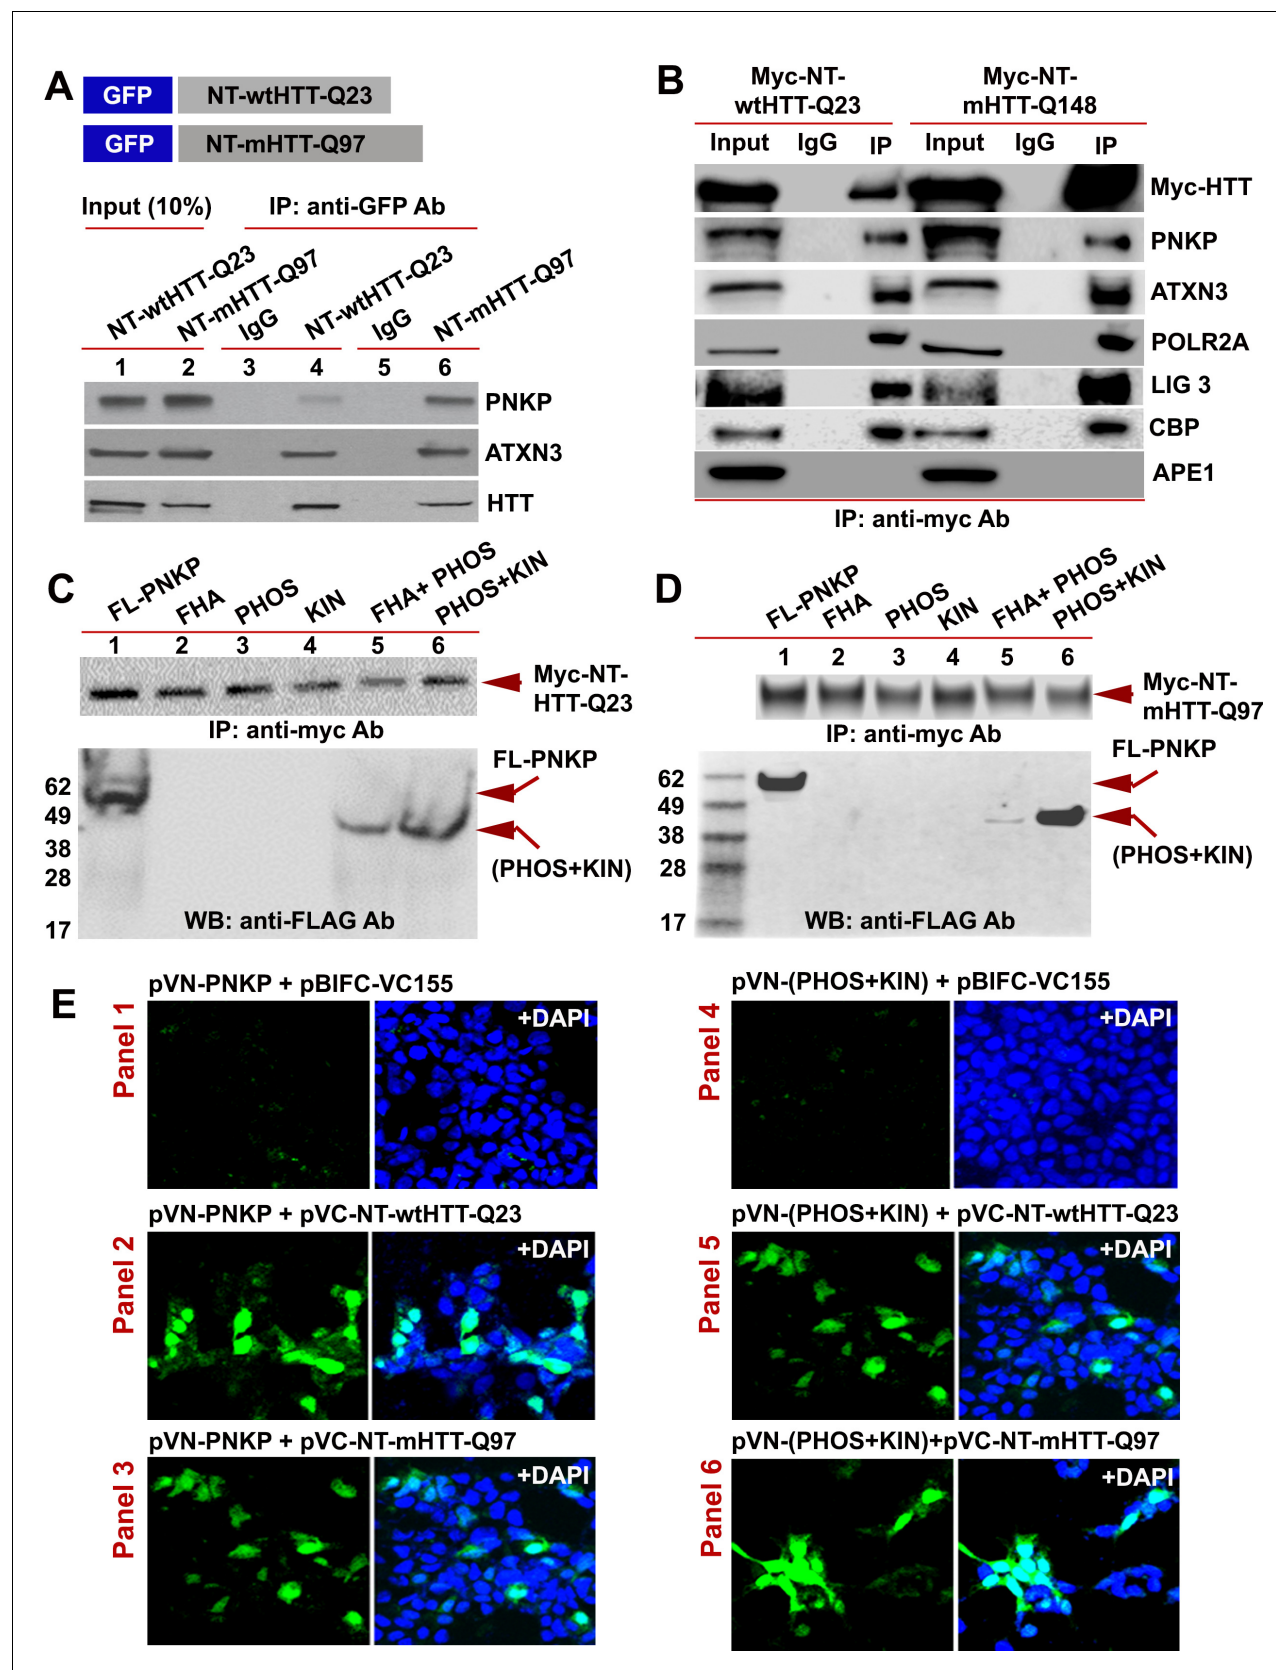 A
GFP NT-wtHTT-Q23
GFP NT-mHTT-Q97
Input (10%) IP: anti-GFP Ab
NT-wtHTT-Q23 NT-mHTT-Q97 IgG NT-wtHTT-Q23 IgG NT-mHTT-Q97
1 2 3 4 5 6
PNKP
ATXN3
HTT
B
Myc-NT- Myc-NT-
wtHTT-Q23 mHTT-Q148
Input IgG IP Input IgG IP
Myc-HTT
PNKP
ATXN3
POLR2A
LIG 3
CBP
APE1
IP: anti-myc Ab
C
FL-PNKP FHA PHOS KIN FHA+ PHOS PHOS+KIN
1 2 3 4 5 6
Myc-NT-
HTT-Q23
IP: anti-myc Ab
FL-PNKP
62
49
38
28
17
(PHOS+KIN)
WB: anti-FLAG Ab
D
FL-PNKP FHA PHOS KIN FHA+ PHOS PHOS+KIN
1 2 3 4 5 6
Myc-NT-
mHTT-Q97
IP: anti-myc Ab
FL-PNKP
62
49
38
28
17
(PHOS+KIN)
WB: anti-FLAG Ab
E
pVN-PNKP + pBIFC-VC155
Panel 1
+DAPI
pVN-PNKP + pVC-NT-wtHTT-Q23
Panel 2
+DAPI
pVN-PNKP + pVC-NT-mHTT-Q97
Panel 3
+DAPI
pVN-(PHOS+KIN) + pBIFC-VC155
Panel 4
+DAPI
pVN-(PHOS+KIN) + pVC-NT-wtHTT-Q23
Panel 5
+DAPI
pVN-(PHOS+KIN)+pVC-NT-mHTT-Q97
Panel 6
+DAPI